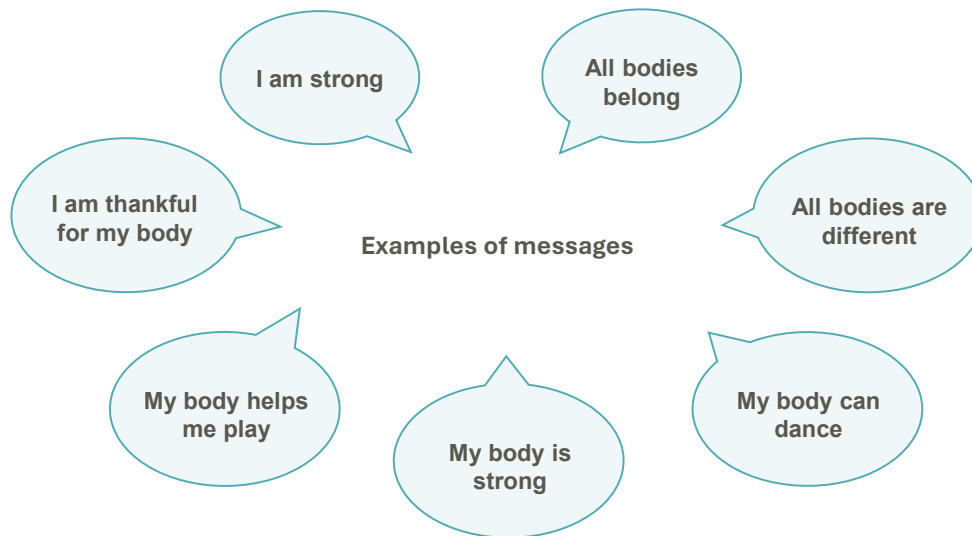 I am strong
All bodies
belong
I am thankful
for my body
All bodies are
different
Examples of messages
My body helps
me play
My body can
dance
My body is
strong